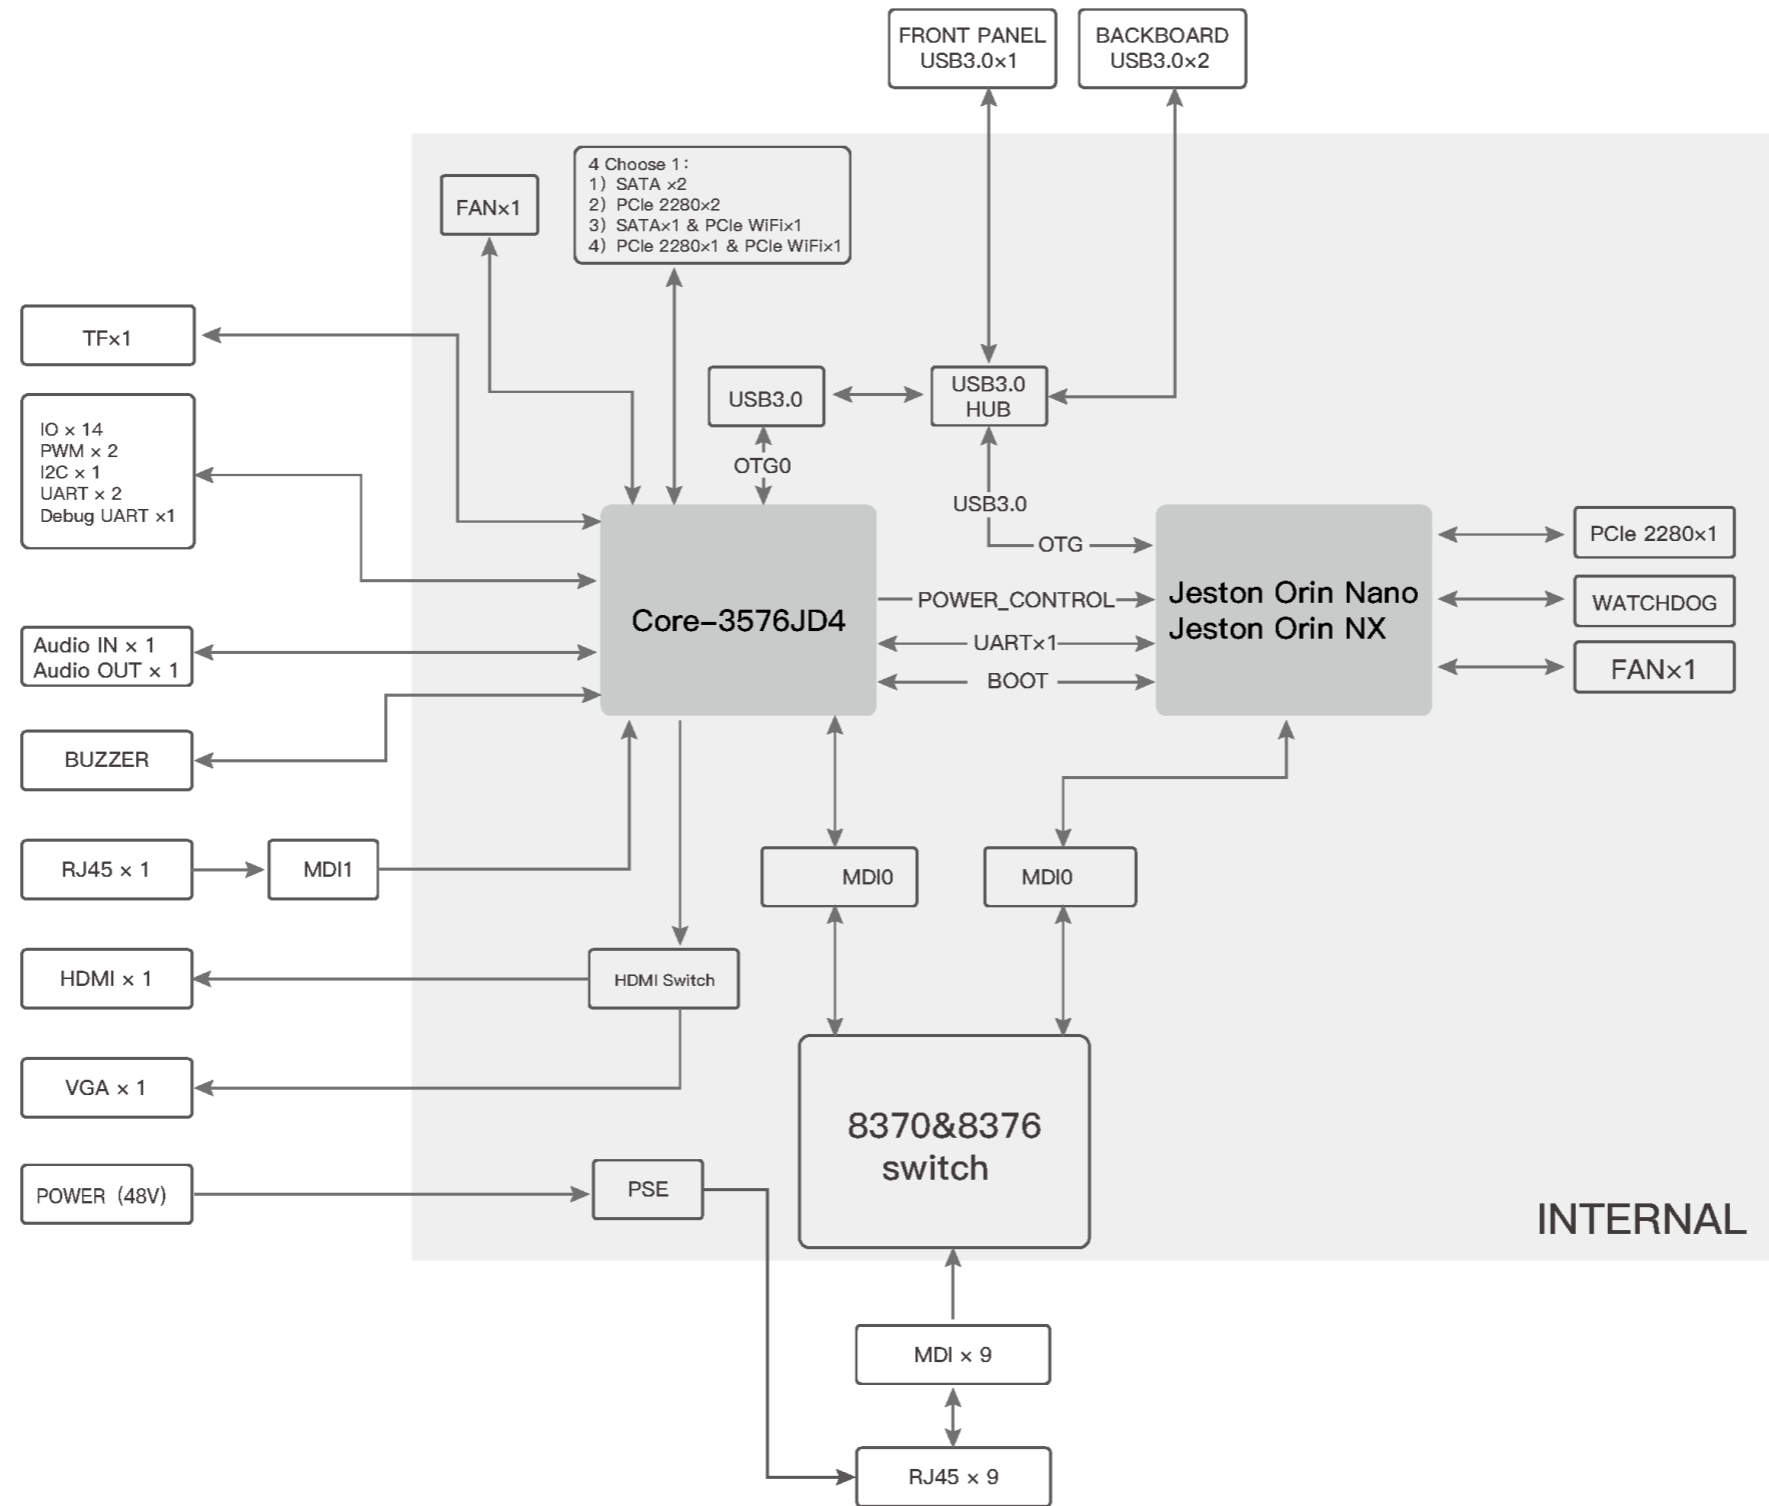 FRONT PANEL
USB3.0×1
BACKBOARD
USB3.0×2
4 Choose 1：
1）SATA ×2
2）PCIe 2280×2
3）SATA×1 & PCIe WiFi×1
4）PCIe 2280×1 & PCIe WiFi×1
FAN×1
TF×1
USB3.0
USB3.0
HUB
IO × 14
PWM × 2
I2C × 1
UART × 2
Debug UART ×1
OTG0
USB3.0
OTG
PCIe 2280×1
Core–3576JD4
POWER_CONTROL
UART×1
BOOT
Jeston Orin Nano
Jeston Orin NX
WATCHDOG
FAN×1
Audio IN × 1
Audio OUT × 1
BUZZER
RJ45 × 1
MDI1
MDI0
MDI0
HDMI × 1
HDMI Switch
VGA × 1
8370&8376
switch
POWER（48V）
PSE
INTERNAL
MDI × 9
RJ45 × 9